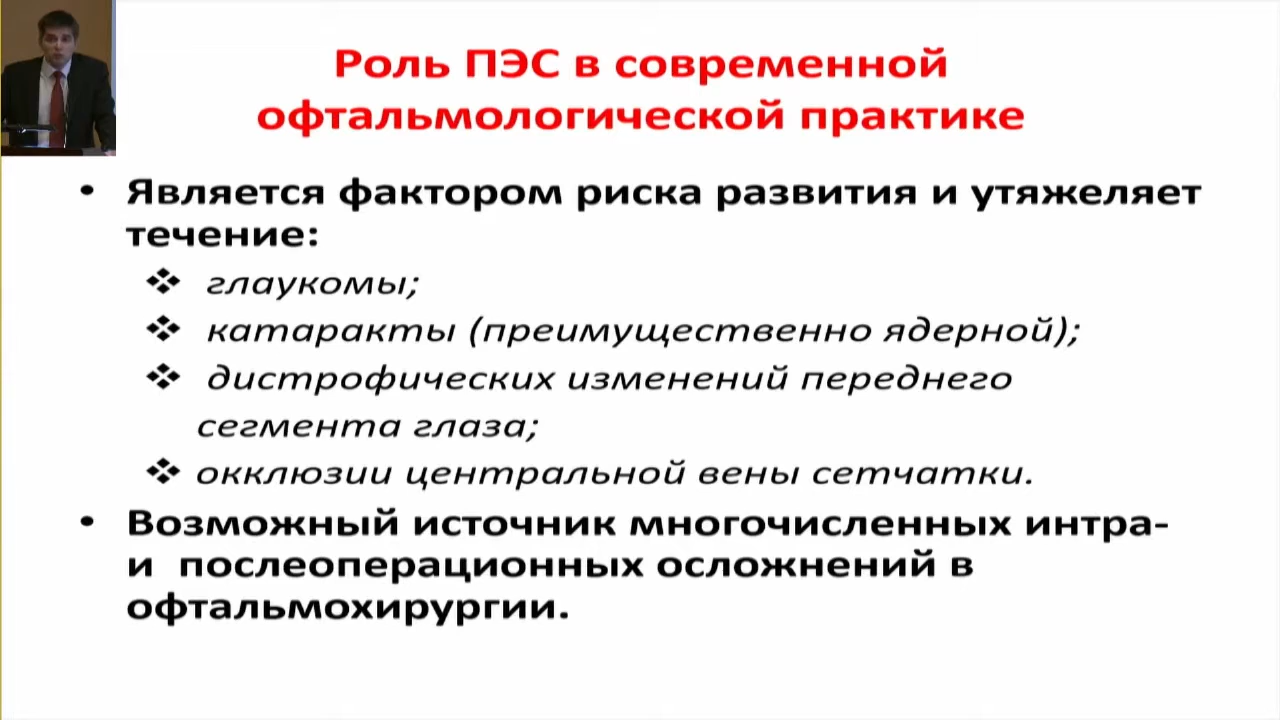 Роль ПЭС в современной
офтальмологической практике
• Является фактором риска развития и утяжеляет
течение:
❖ глаукомы;
❖ катаракты (преимущественно ядерной);
❖ дистрофических изменений переднего
сегмента глаза;
❖ окклюзии центральной вены сетчатки.
• Возможный источник многочисленных интра-
и послеоперационных осложнений в
офтальмохирургии.